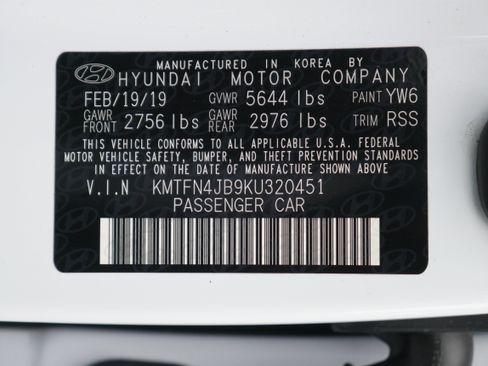 MANUFACTURED IN KOREA BY
HYUNDAI MOTOR COMPANY
FEB/19/19 GVWR 5644 lbs PAINT YW6
GAWR FRONT 2756 lbs GAWR REAR 2976 lbs TRIM RSS
THIS VEHICLE CONFORMS TO ALL APPLICABLE U.S.A. FEDERAL
MOTOR VEHICLE SAFETY, BUMPER, AND THEFT PREVENTION STANDARDS
IN EFFECT ON THE DATE OF MANUFACTURE SHOWN ABOVE.
V.I.N KMTFN4JB9KU320451
PASSENGER CAR